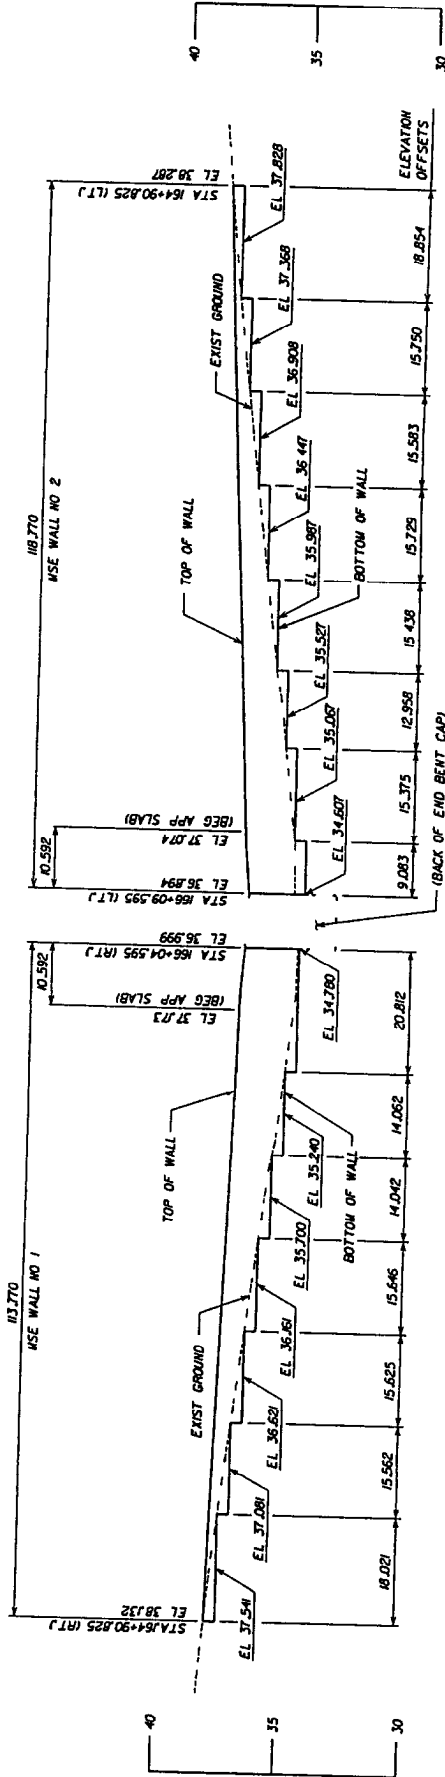 113.770
MSE WALL NO 1
STA.164+90.825 (RT.)
EL 38.132
10.592
EL 37.173
(BEG APP SLAB)
STA 166+04.595 (RT.)
EL 36.999
TOP OF WALL
EXIST GROUND
EL 37.541
EL 37.081
EL 36.621
EL 36.161
EL 35.700
EL 35.240
EL 34.780
BOTTOM OF WALL
18.021
15.562
15.625
15.646
14.042
14.062
20.812
40
35
30
118.770
MSE WALL NO 2
10.592
STA 166+09.595 (LT.)
EL 36.894
EL 37.074
(BEG APP SLAB)
STA 164+90.825 (LT.)
EL 38.287
TOP OF WALL
EXIST GROUND
EL 34.607
EL 35.067
EL 35.527
EL 35.987
EL 36.447
EL 36.908
EL 37.368
EL 37.828
BOTTOM OF WALL
9.083
15.375
12.958
15.438
15.729
15.583
15.750
18.854
ELEVATION
OFFSETS
(BACK OF END BENT CAP)
40
35
30